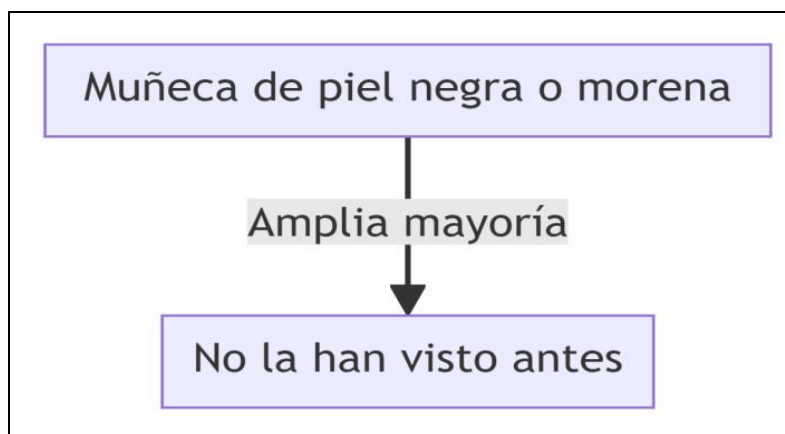 Muñeca de piel negra o morena
Amplia mayoría
No la han visto antes